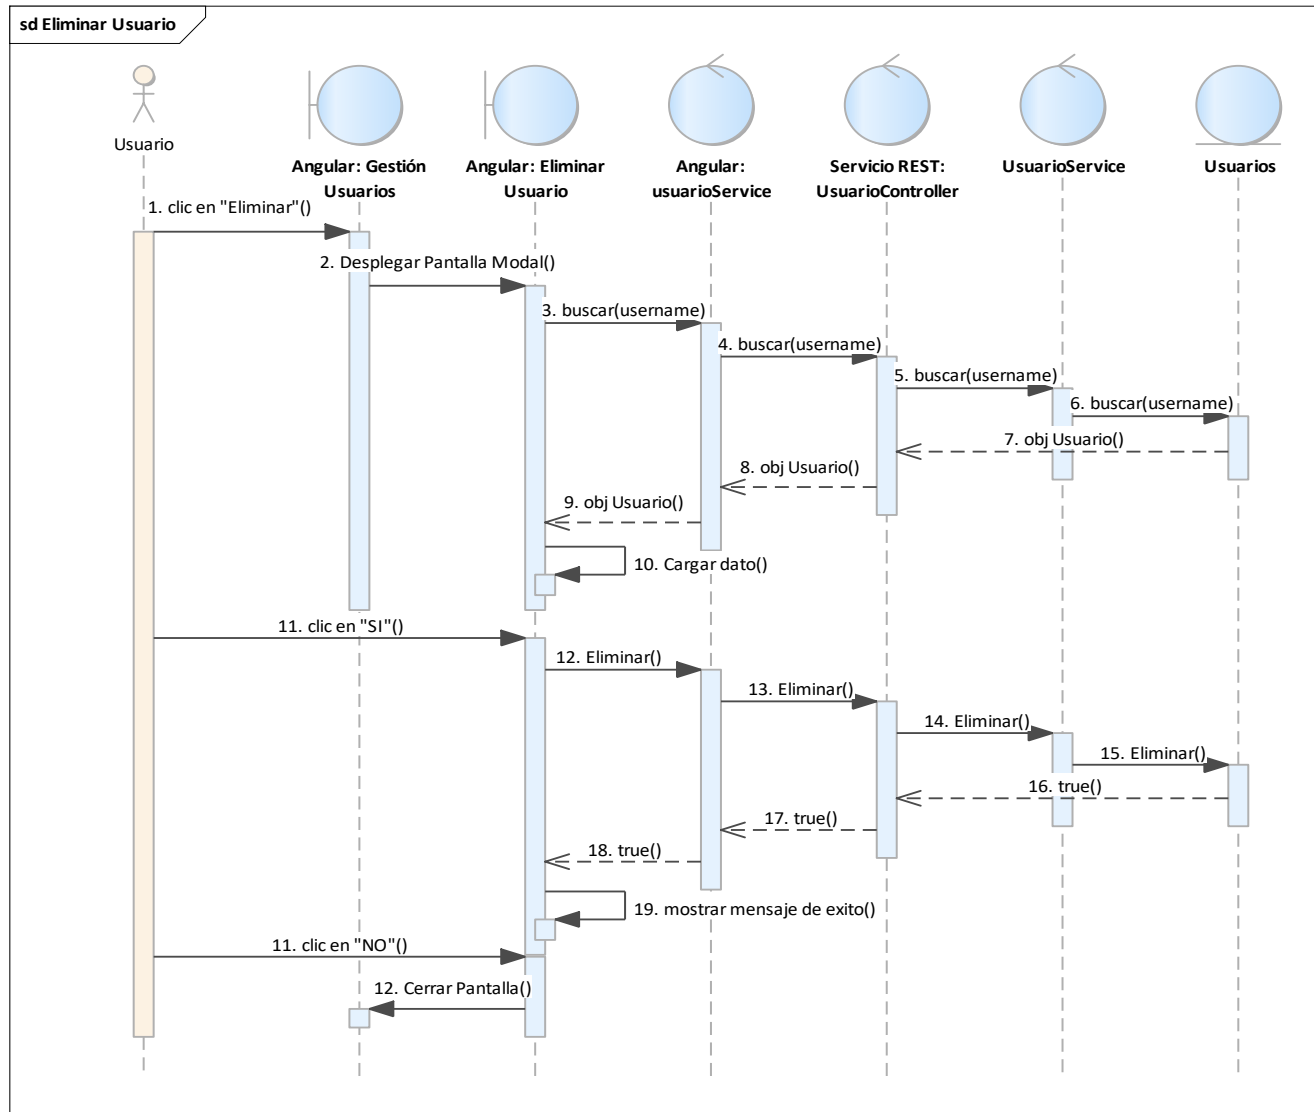 sd Eliminar Usuario
Usuario
Angular: Gestión
Usuarios
Angular: Eliminar
Usuario
Angular:
usuarioService
Servicio REST:
UsuarioController
UsuarioService
Usuarios
1. clic en "Eliminar"()
2. Desplegar Pantalla Modal()
3. buscar(username)
4. buscar(username)
5. buscar(username)
6. buscar(username)
7. obj Usuario()
8. obj Usuario()
9. obj Usuario()
10. Cargar dato()
11. clic en "SI"()
12. Eliminar()
13. Eliminar()
14. Eliminar()
15. Eliminar()
16. true()
17. true()
18. true()
19. mostrar mensaje de exito()
11. clic en "NO"()
12. Cerrar Pantalla()